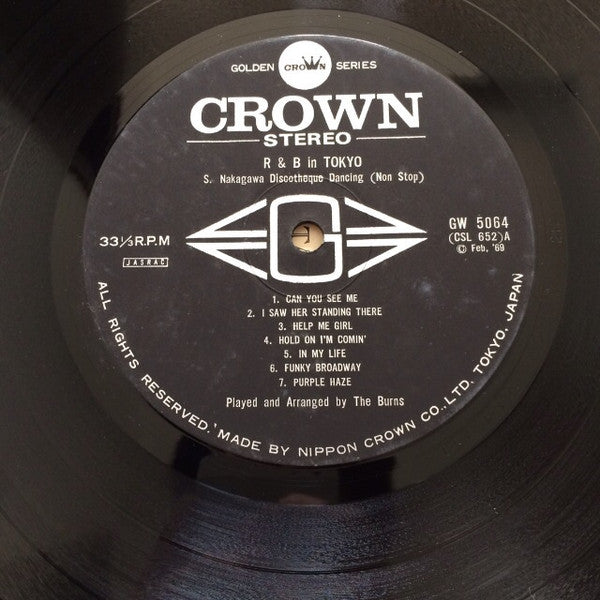 GOLDEN CROWN SERIES
CROWN
STEREO
R & B in TOKYO
S. Nakagawa Discotheque Dancing (Non Stop)
GW 5064
(CSL 652) A
© Feb, '69
33 1/3 R.P.M
JASRAC
G
1. CAN YOU SEE ME
2. I SAW HER STANDING THERE
3. HELP ME GIRL
4. HOLD ON I'M COMIN'
5. IN MY LIFE
6. FUNKY BROADWAY
7. PURPLE HAZE
Played and Arranged by The Burns
ALL RIGHTS RESERVED. MADE BY NIPPON CROWN CO., LTD. TOKYO, JAPAN